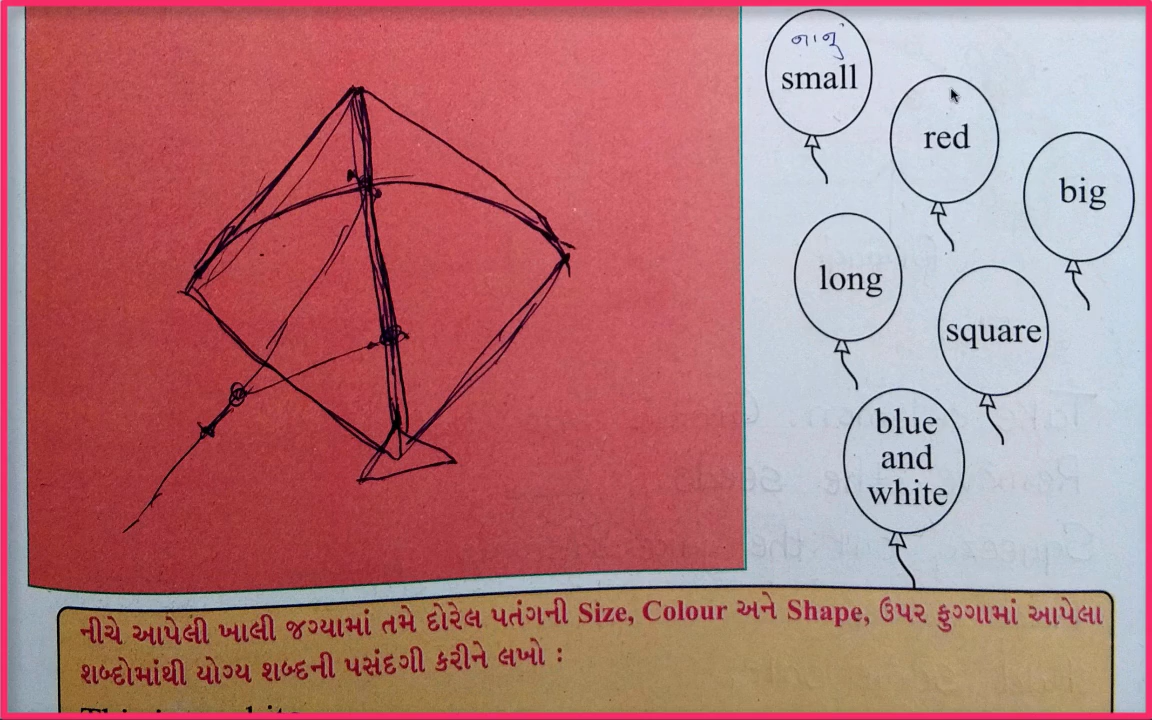 નાનું
small
red
big
long
square
blue
and
white
નીચે આપેલી ખાલી જગ્યામાં તમે દોરેલ પતંગની Size, Colour અને Shape, ઉપર ફુગ્ગામાં આપેલા
શબ્દોમાંથી યોગ્ય શબ્દની પસંદગી કરીને લખો :